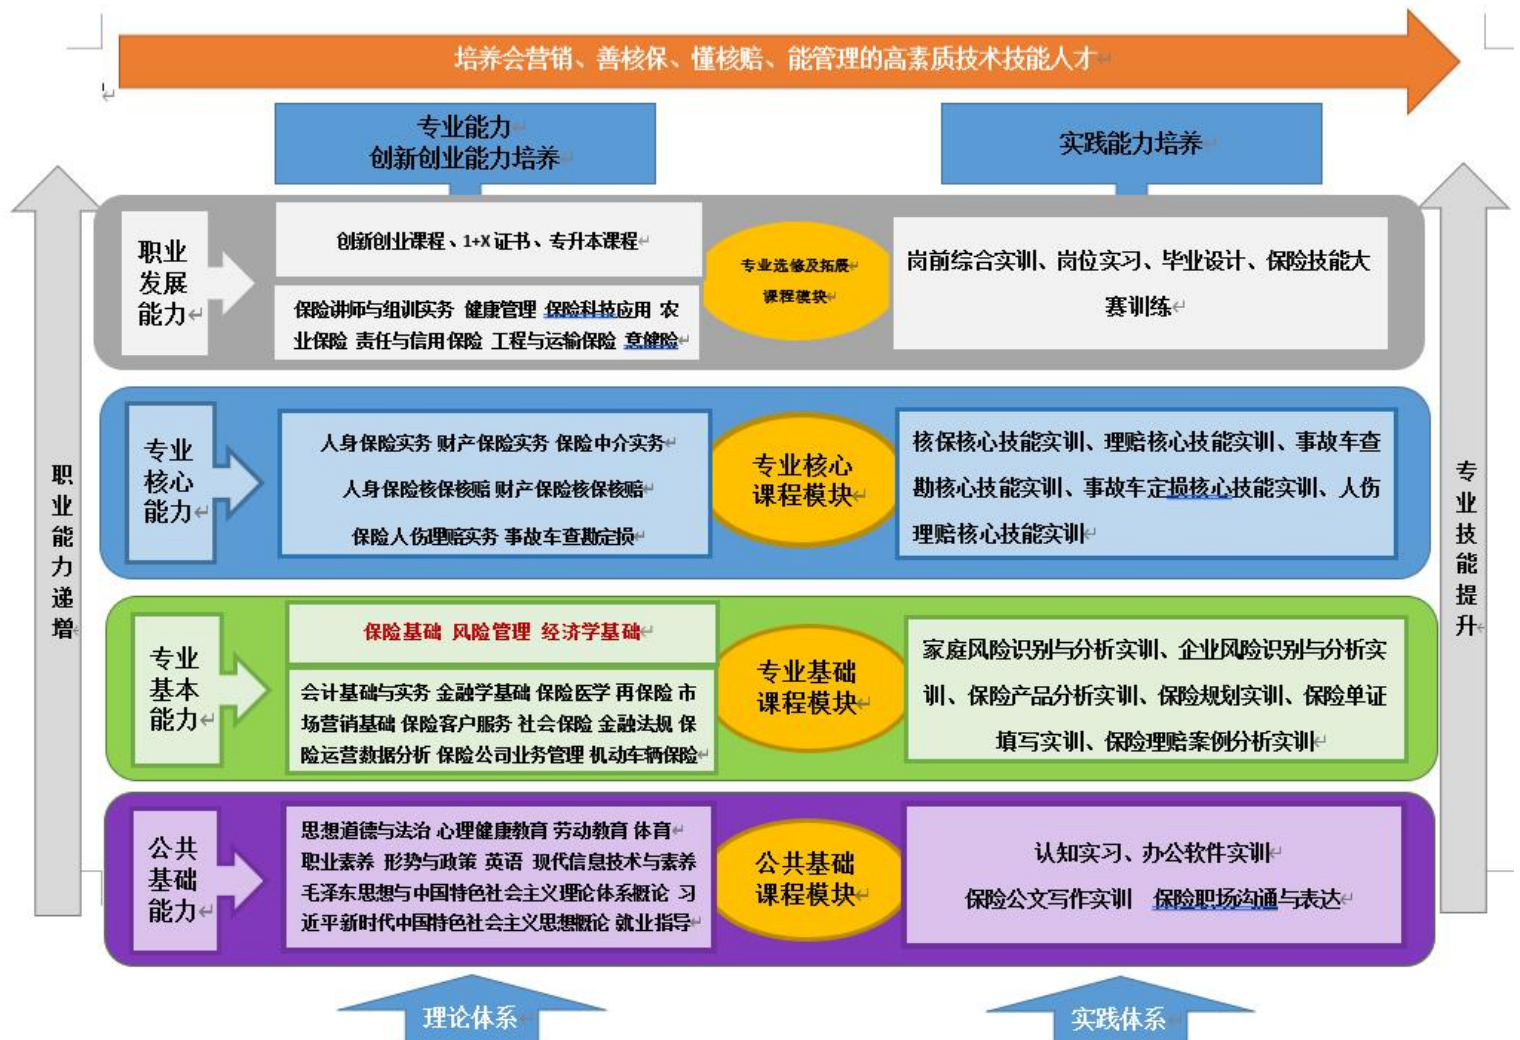 培养会营销、善核保、懂核赔、能管理的高素质技术技能人才
专业能力
创新创业能力培养
实践能力培养
职业
发展
能力
创新创业课程、1+X 证书、专升本课程
保险讲师与组训实务 健康管理 保险科技应用 农
业保险 责任与信用保险 工程与运输保险 意健险
专业选修及拓展
课程模块
岗前综合实训、岗位实习、毕业设计、保险技能大
赛训练
职业能力递增
专业
核心
能力
人身保险实务 财产保险实务 保险中介实务
人身保险核保核赔 财产保险核保核赔
保险人伤理赔实务 事故车查勘定损
专业核心
课程模块
核保核心技能实训、理赔核心技能实训、事故车查
勘核心技能实训、事故车定损核心技能实训、人伤
理赔核心技能实训
专业技能提升
专业
基本
能力
保险基础 风险管理 经济学基础
会计基础与实务 金融学基础 保险医学 再保险 市
场营销基础 保险客户服务 社会保险 金融法规 保
险运营数据分析 保险公司业务管理 机动车辆保险
专业基础
课程模块
家庭风险识别与分析实训、企业风险识别与分析实
训、保险产品分析实训、保险规划实训、保险单证
填写实训、保险理赔案例分析实训
公共
基础
能力
思想道德与法治 心理健康教育 劳动教育 体育
职业素养 形势与政策 英语 现代信息技术与素养
毛泽东思想与中国特色社会主义理论体系概论 习
近平新时代中国特色社会主义思想概论 就业指导
公共基础
课程模块
认知实习、办公软件实训
保险公文写作实训 保险职场沟通与表达
理论体系
实践体系